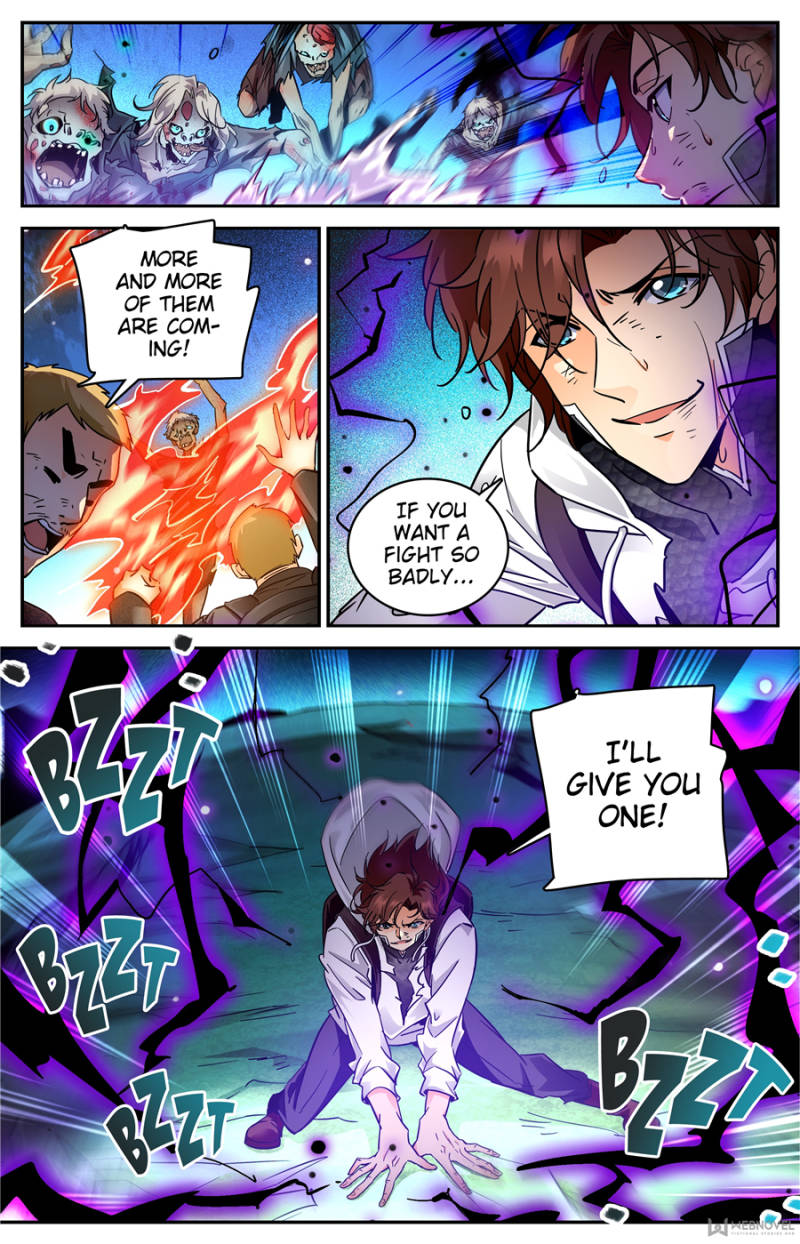 MORE
AND MORE
OF THEM
ARE COM-
ING!
IF YOU
WANT A
FIGHT SO
BADLY...
BZZT
I'LL
GIVE YOU
ONE!
BZZT
BZZT
BZZT
WEBNOVEL